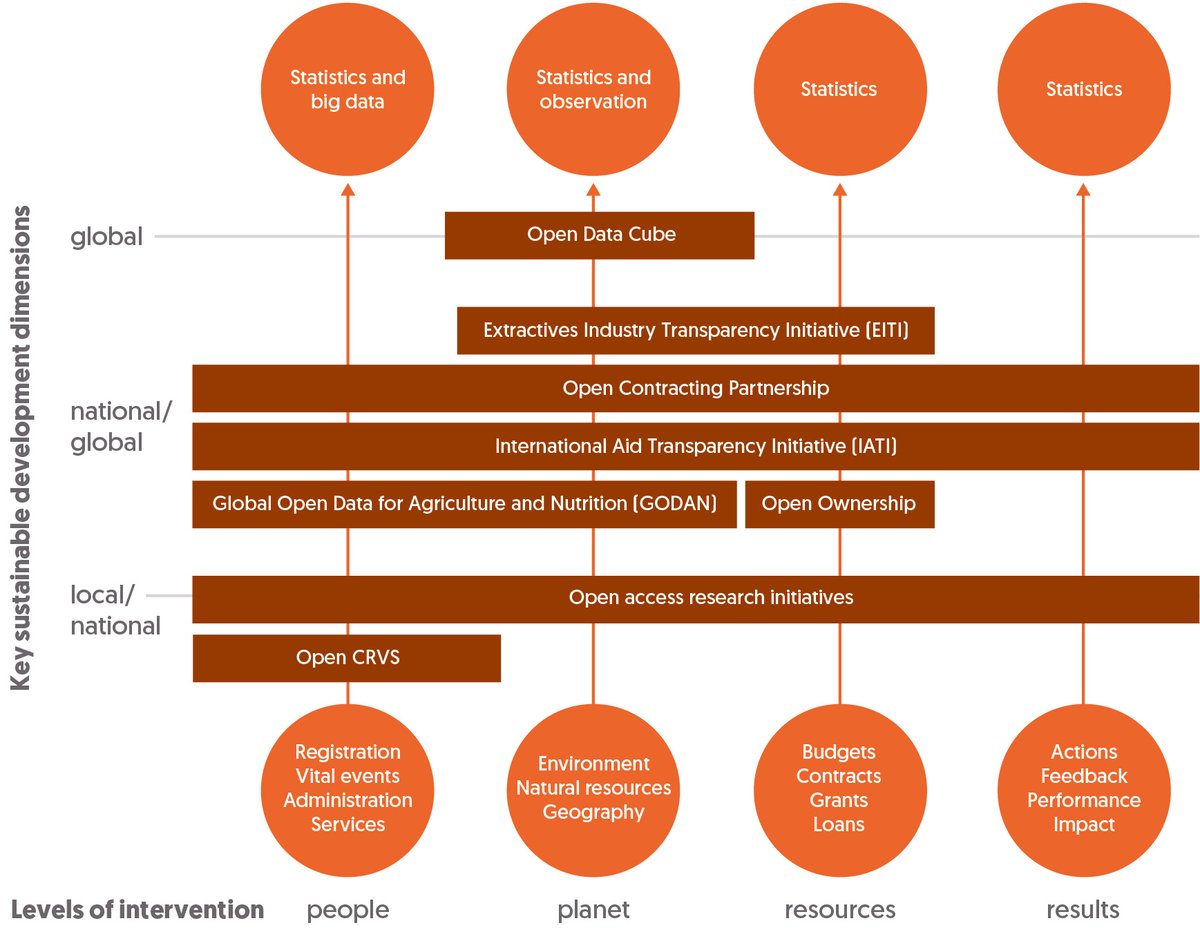 Statistics and
big data
Statistics and
observation
Statistics
Statistics
Key sustainable development dimensions
global
Open Data Cube
Extractives Industry Transparency Initiative (EITI)
national/
global
Open Contracting Partnership
International Aid Transparency Initiative (IATI)
Global Open Data for Agriculture and Nutrition (GODAN)
Open Ownership
local/
national
Open access research initiatives
Open CRVS
Registration
Vital events
Administration
Services
Environment
Natural resources
Geography
Budgets
Contracts
Grants
Loans
Actions
Feedback
Performance
Impact
Levels of intervention
people
planet
resources
results